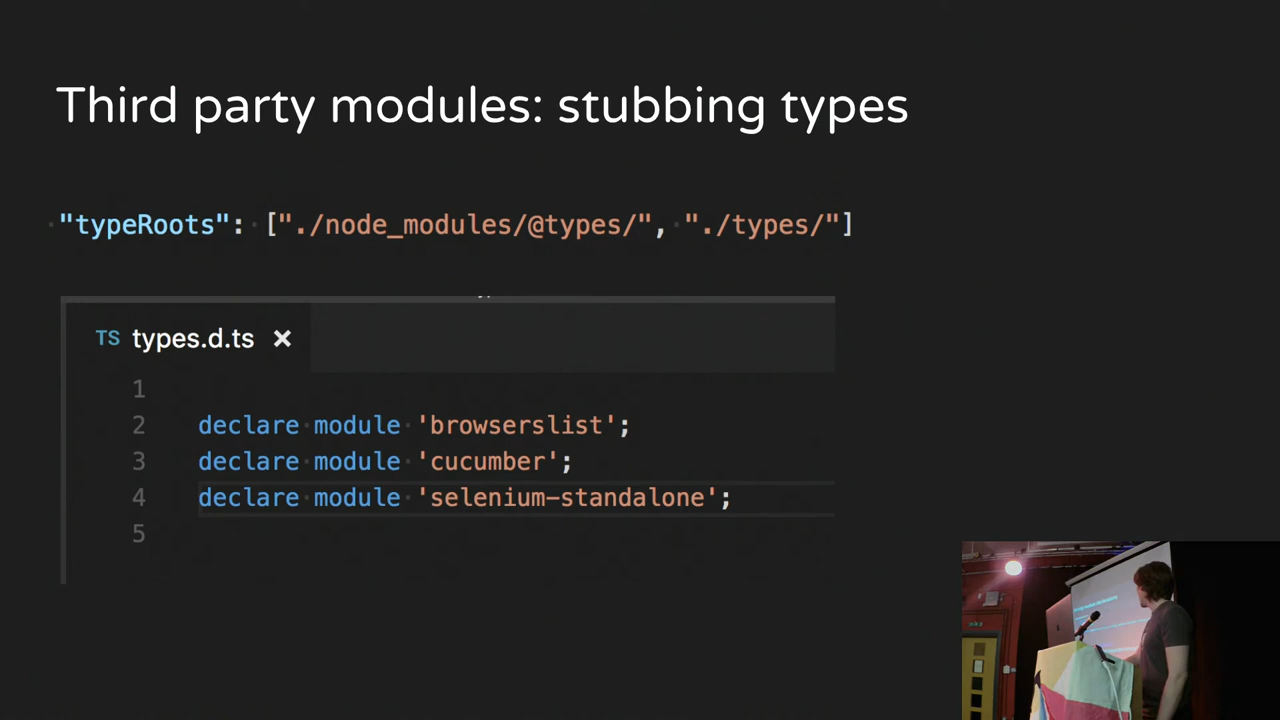 Third party modules: stubbing types
"typeRoots": ["./node_modules/@types/", "./types/"]
TS types.d.ts ×
1
2 declare module 'browserslist';
3 declare module 'cucumber';
4 declare module 'selenium-standalone';
5